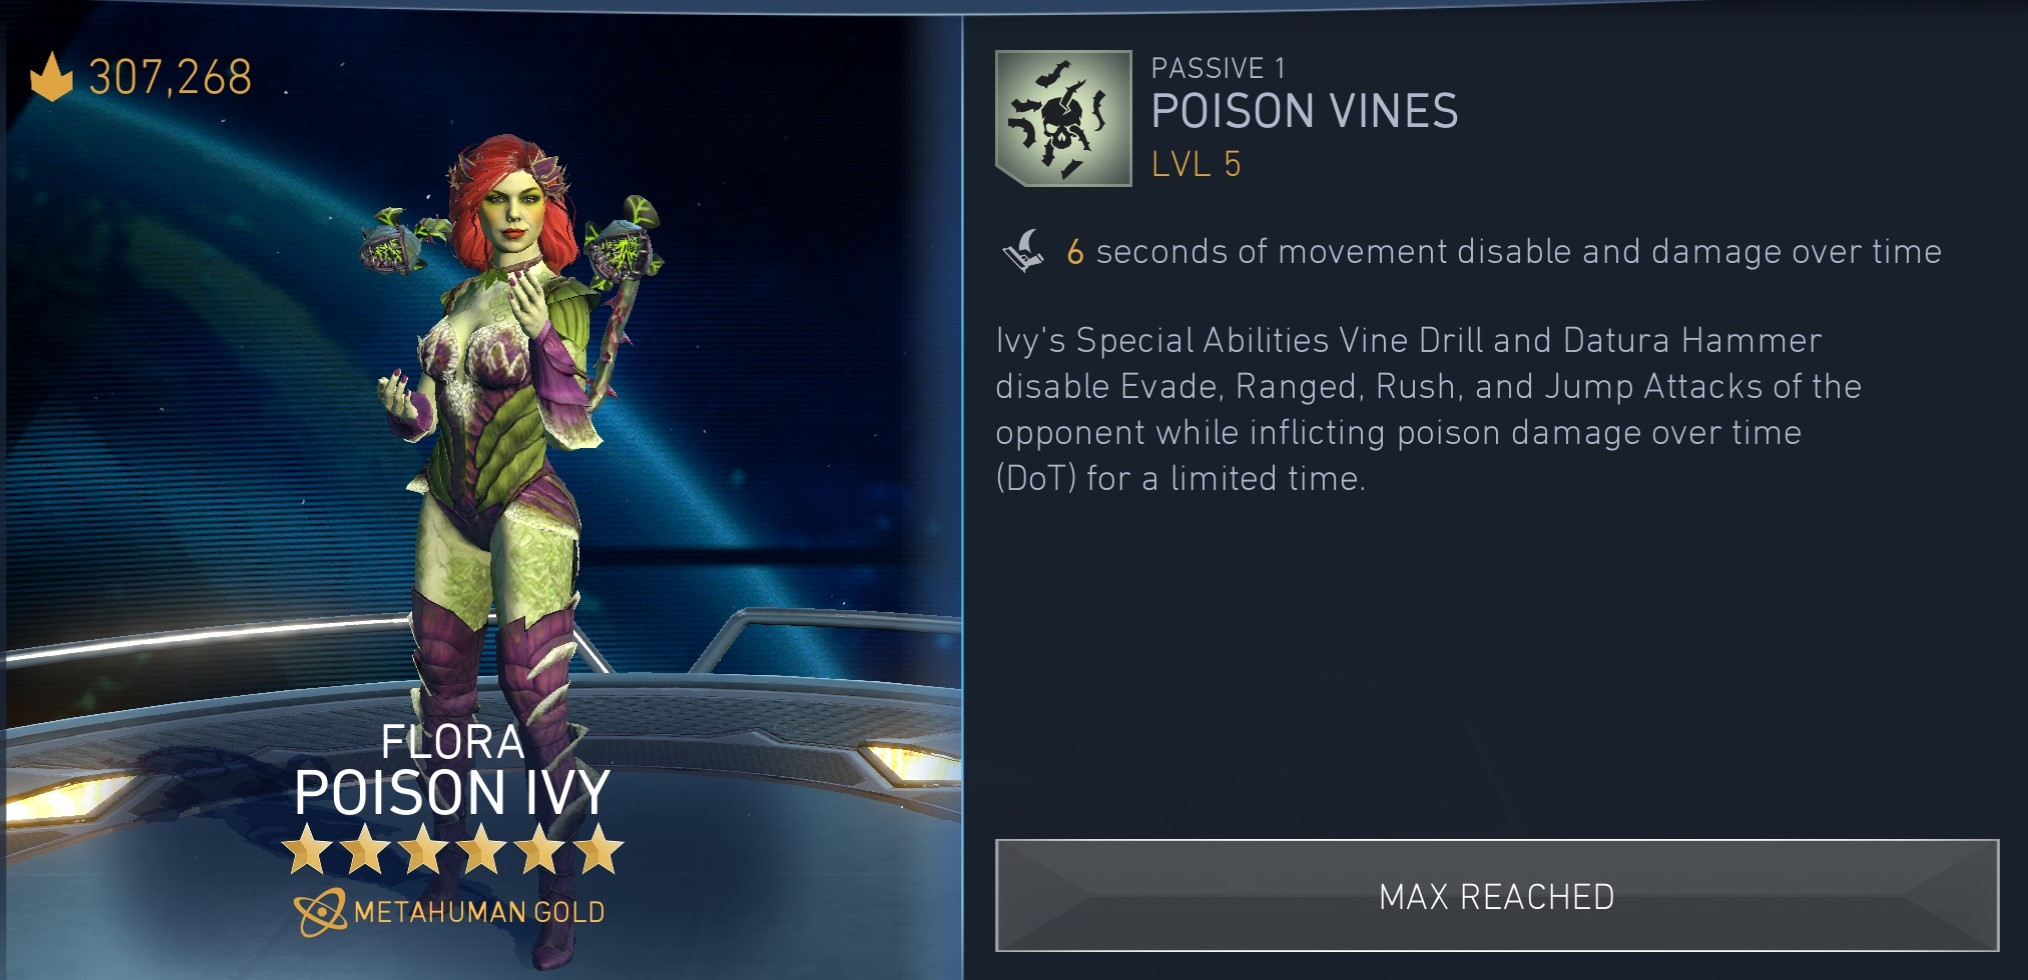 307,268
FLORA
POISON IVY
METAHUMAN GOLD
PASSIVE 1
POISON VINES
LVL 5
6 seconds of movement disable and damage over time
Ivy's Special Abilities Vine Drill and Datura Hammer
disable Evade, Ranged, Rush, and Jump Attacks of the
opponent while inflicting poison damage over time
(DoT) for a limited time.
MAX REACHED